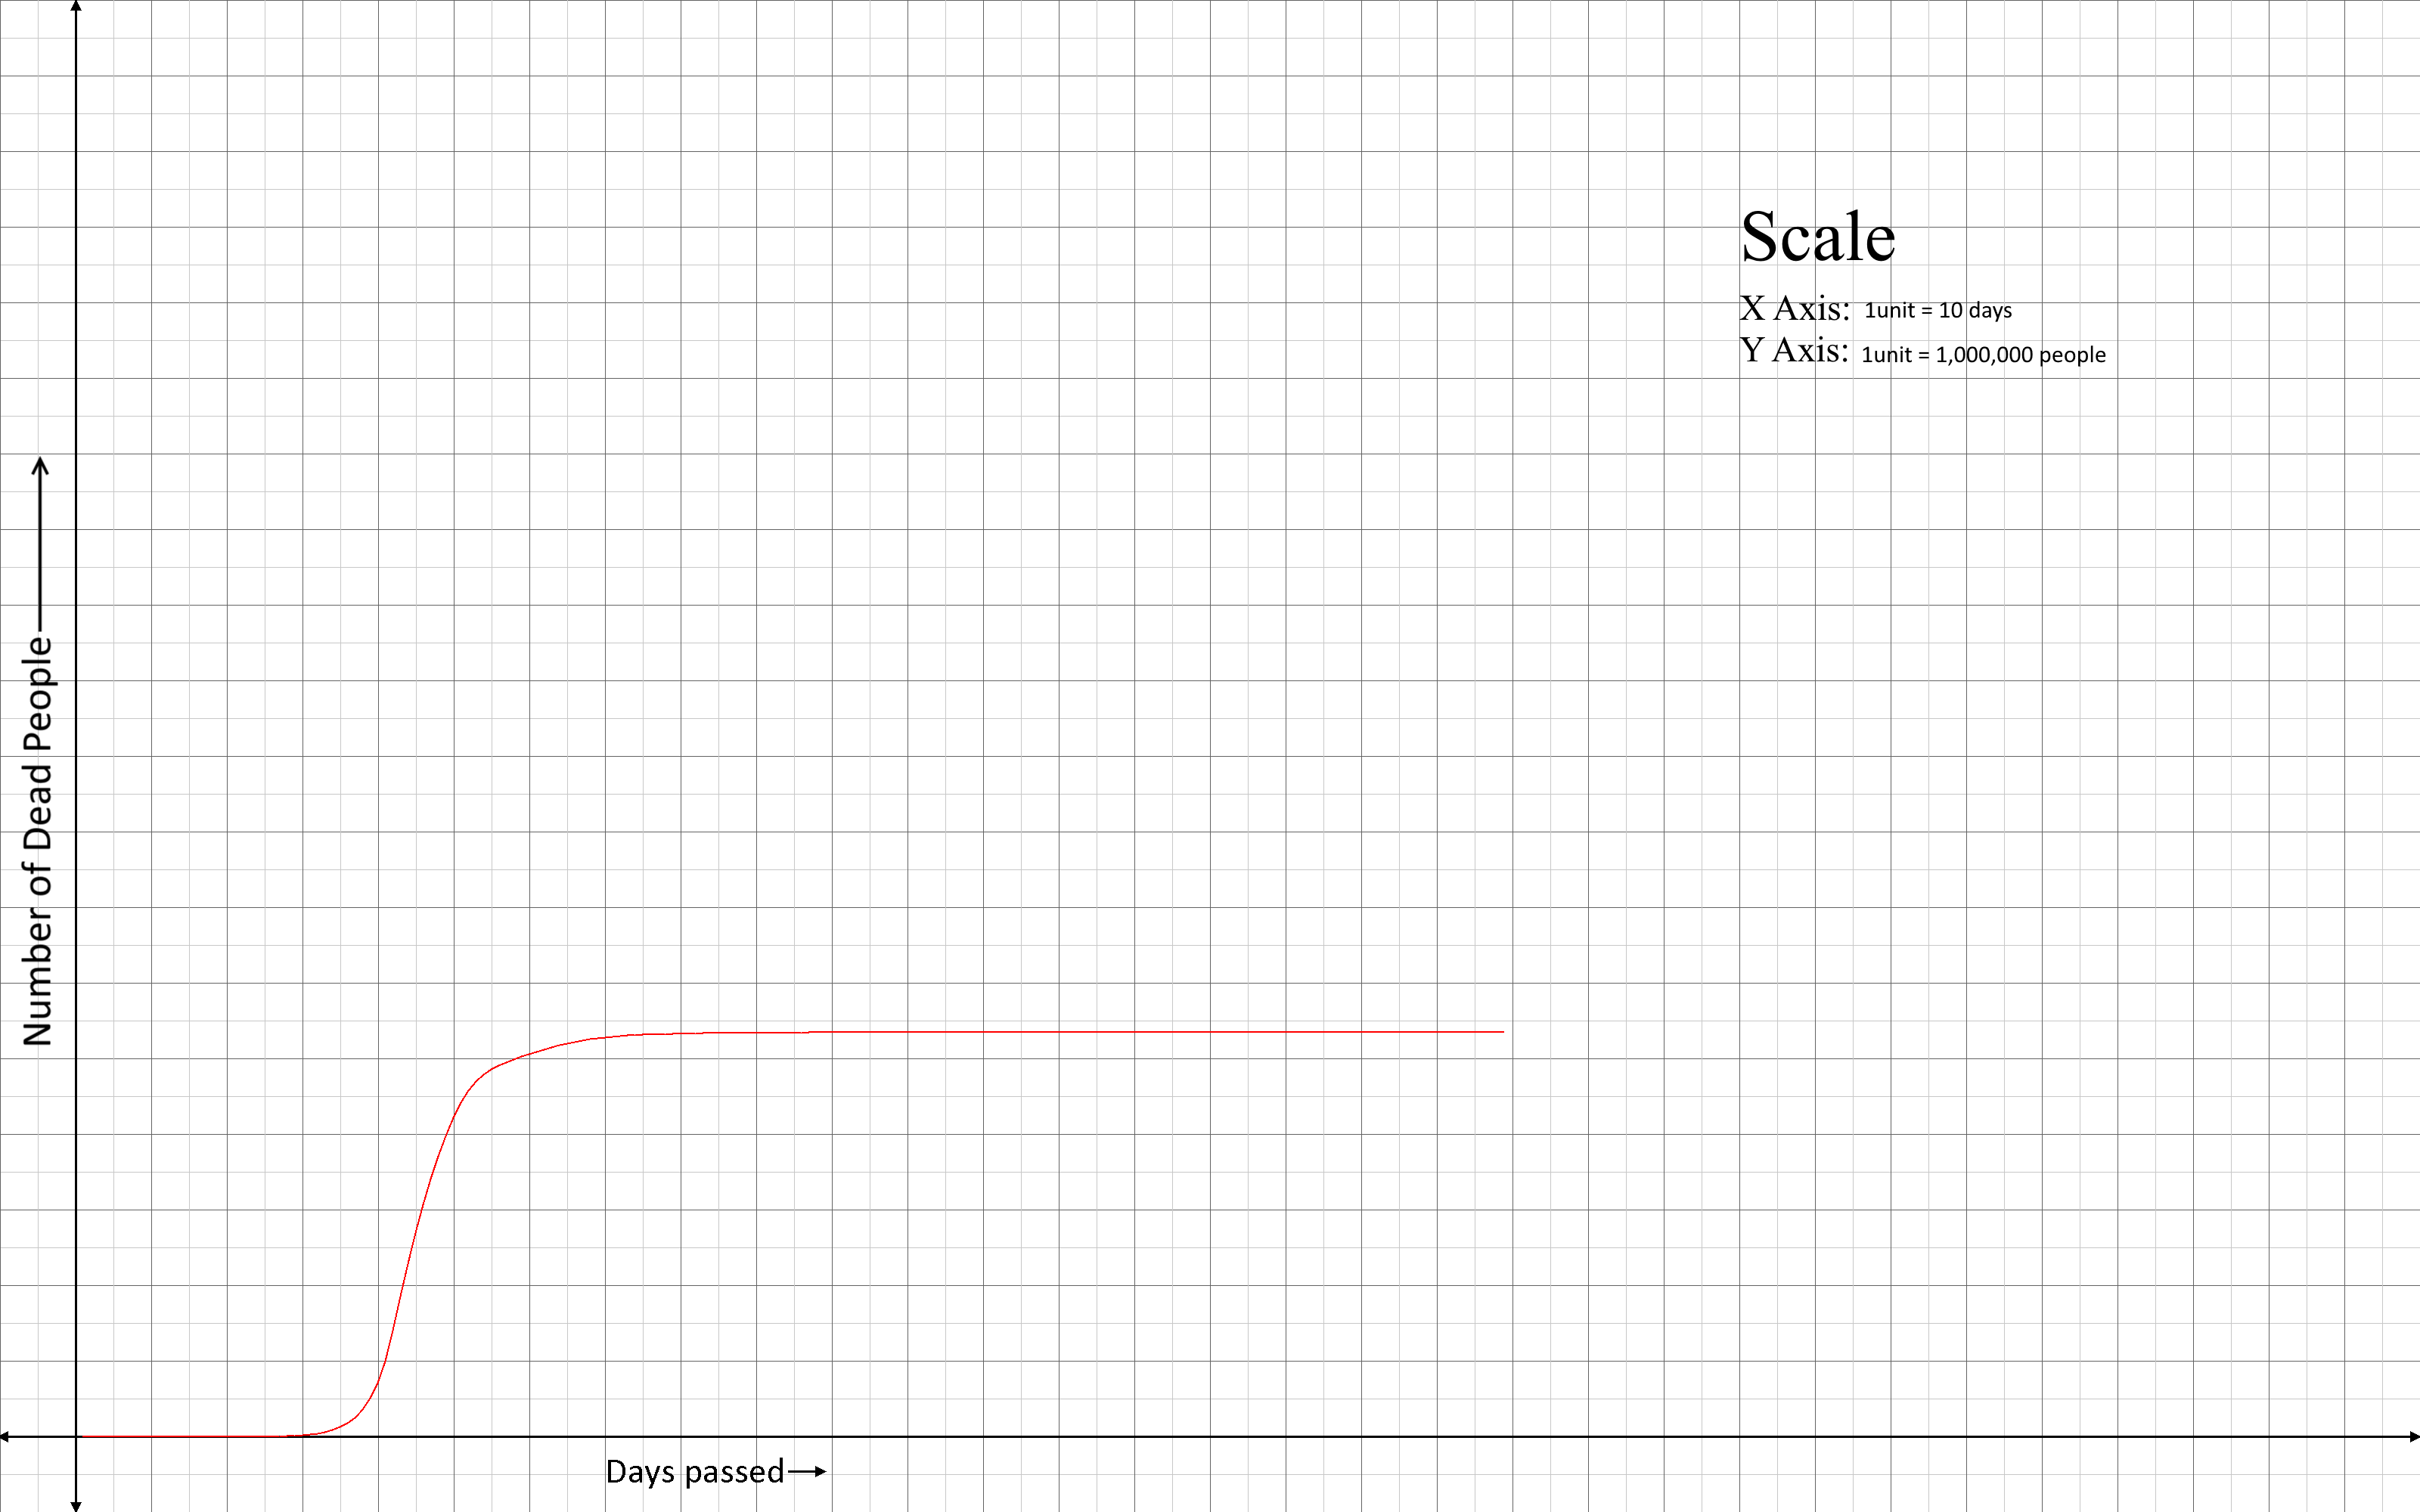 Scale
X Axis: 1unit = 10 days
Y Axis: 1unit = 1,000,000 people
Number of Dead People
Days passed